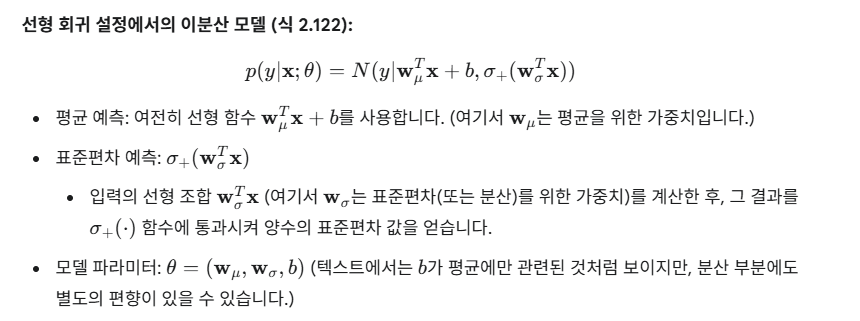 선형 회귀 설정에서의 이분산 모델 (식 2.122):
p(y|x; θ) = N(y|w_μ^T x + b, σ_+(w_σ^T x))
• 평균 예측: 여전히 선형 함수 w_μ^T x + b를 사용합니다. (여기서 w_μ는 평균을 위한 가중치입니다.)
• 표준편차 예측: σ_+(w_σ^T x)
• 입력의 선형 조합 w_σ^T x (여기서 w_σ는 표준편차(또는 분산)를 위한 가중치)를 계산한 후, 그 결과를
σ_+(·) 함수에 통과시켜 양수의 표준편차 값을 얻습니다.
• 모델 파라미터: θ = (w_μ, w_σ, b) (텍스트에서는 b가 평균에만 관련된 것처럼 보이지만, 분산 부분에도
별도의 편향이 있을 수 있습니다.)